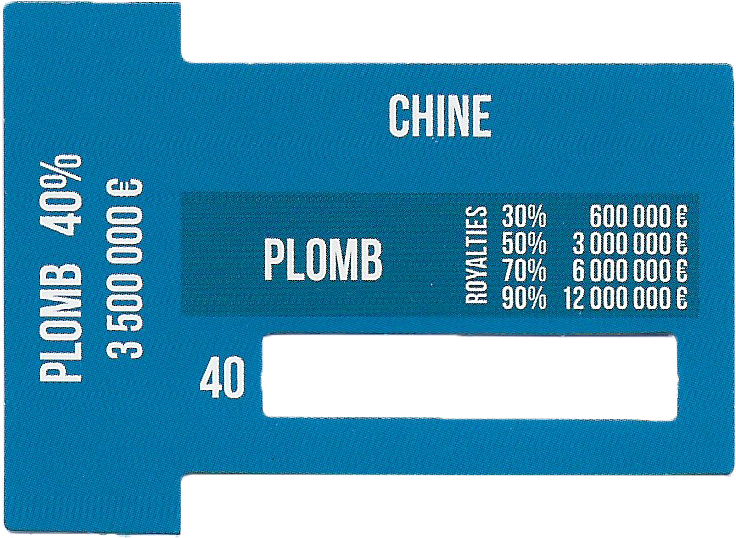 PLOMB 40%
3 500 000 €
CHINE
PLOMB
ROYALTIES
30% 600 000 €
50% 3 000 000 €
70% 6 000 000 €
90% 12 000 000 €
40